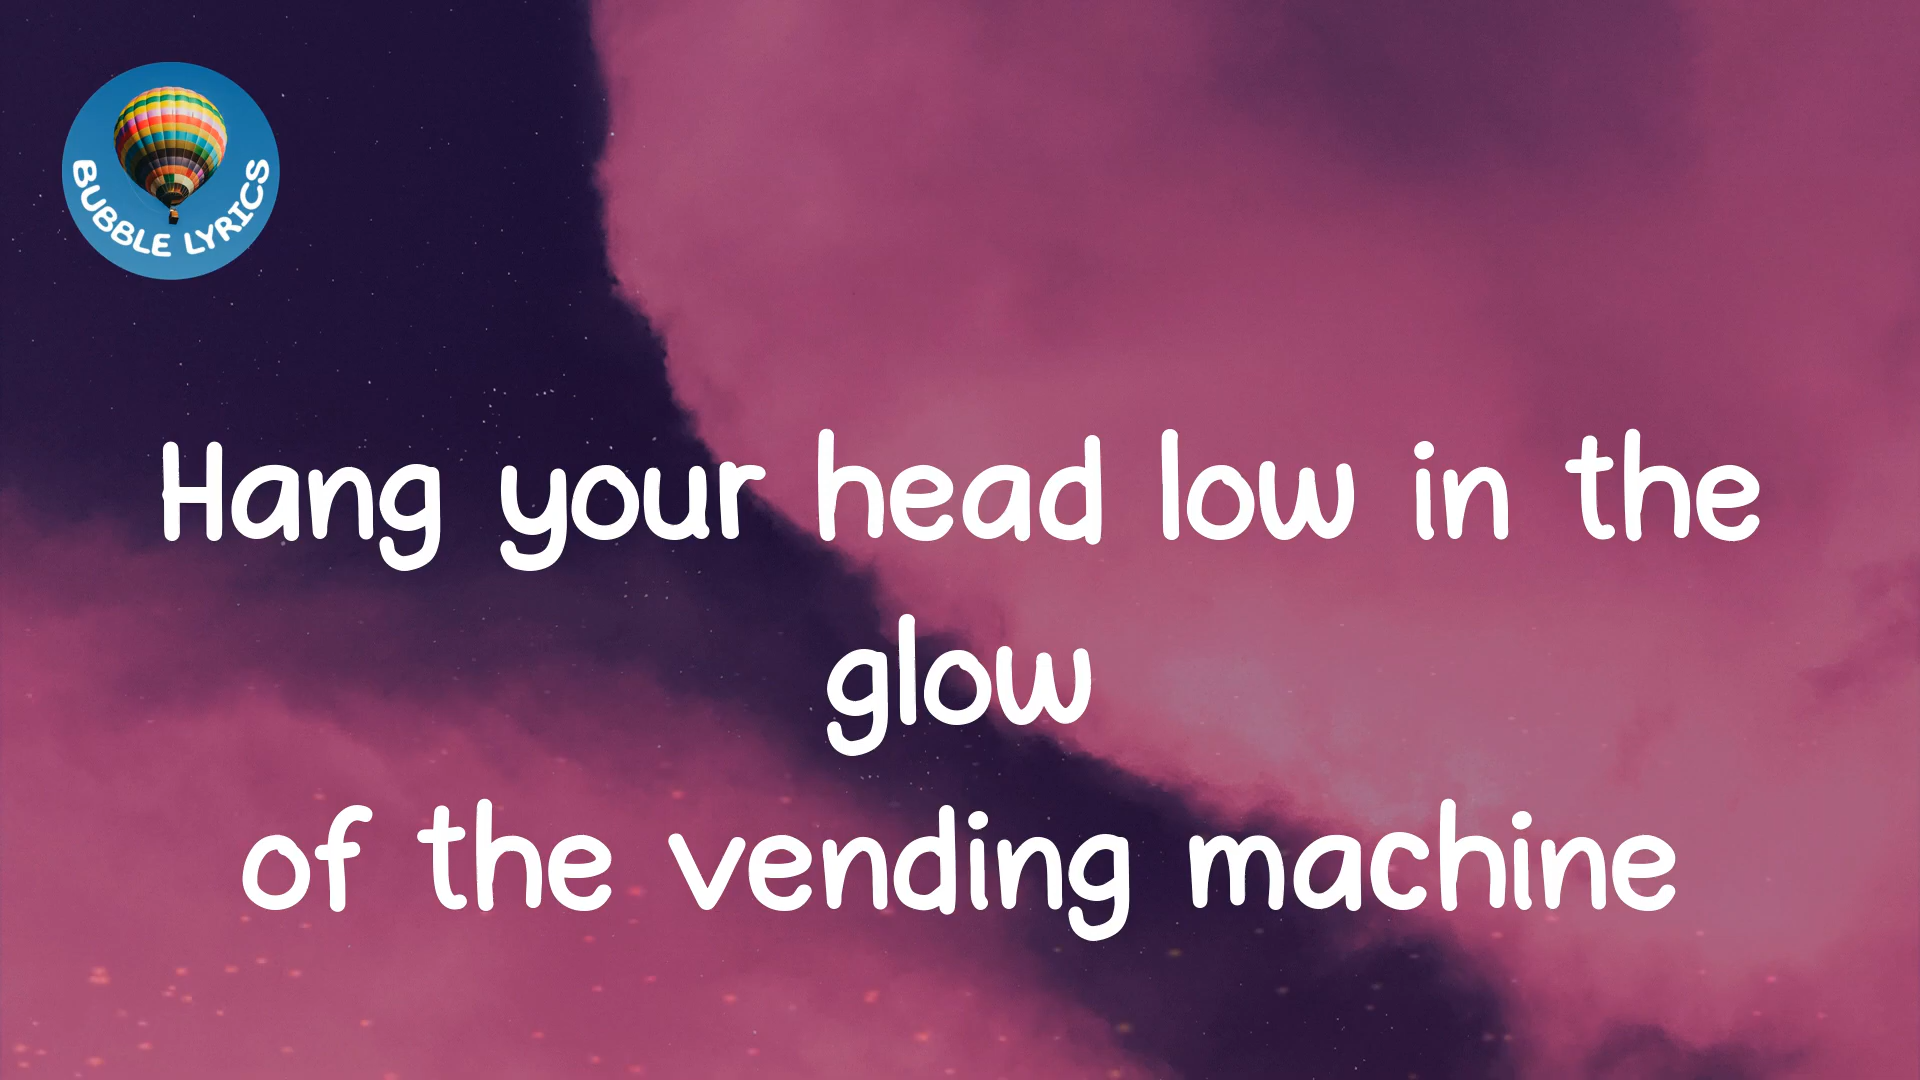 BUBBLE LYRICS
Hang your head low in the
glow
of the vending machine